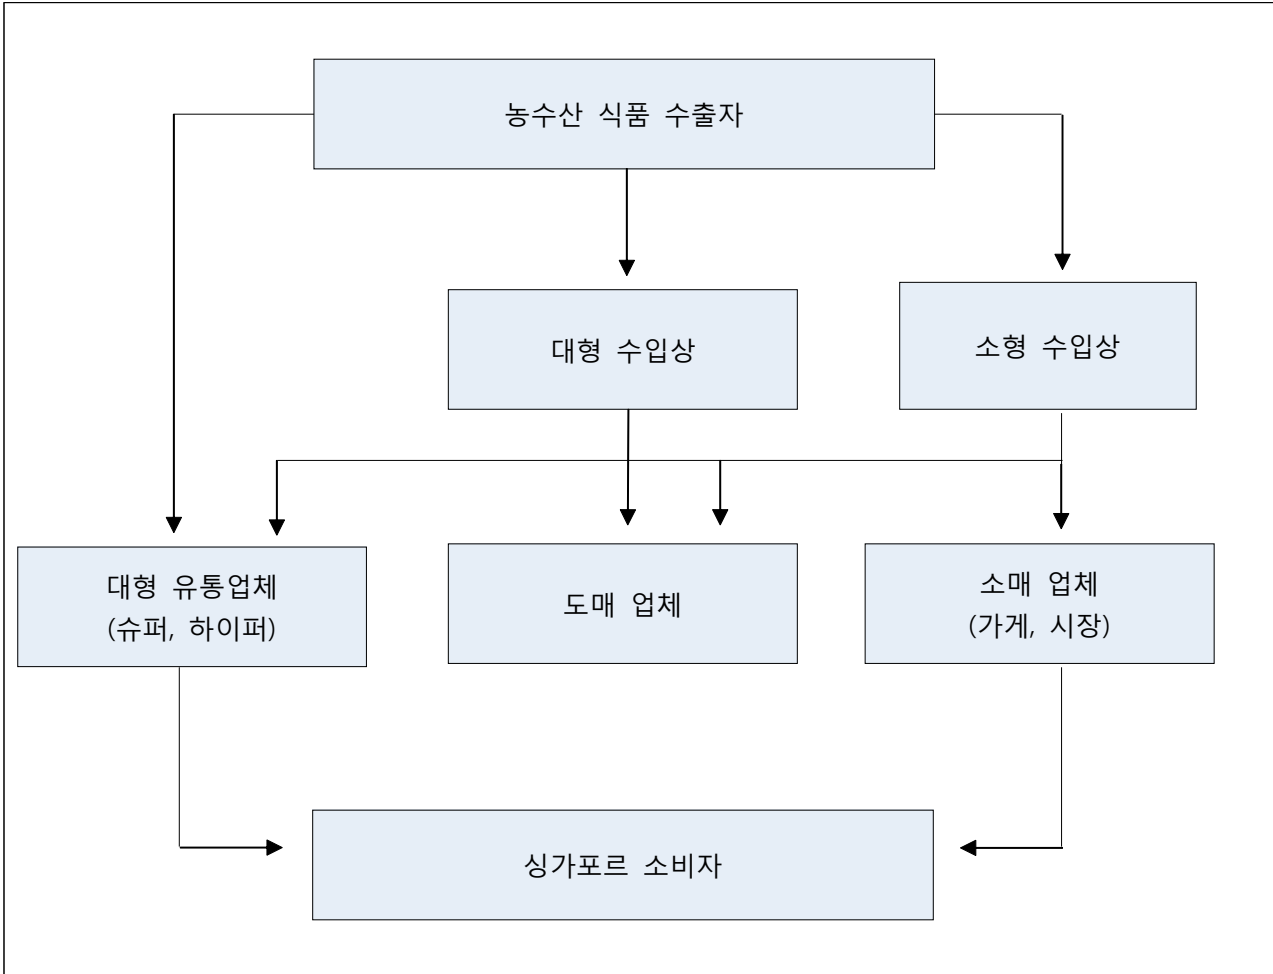 농수산 식품 수출자
대형 수입상
소형 수입상
대형 유통업체
(슈퍼, 하이퍼)
도매 업체
소매 업체
(가게, 시장)
싱가포르 소비자